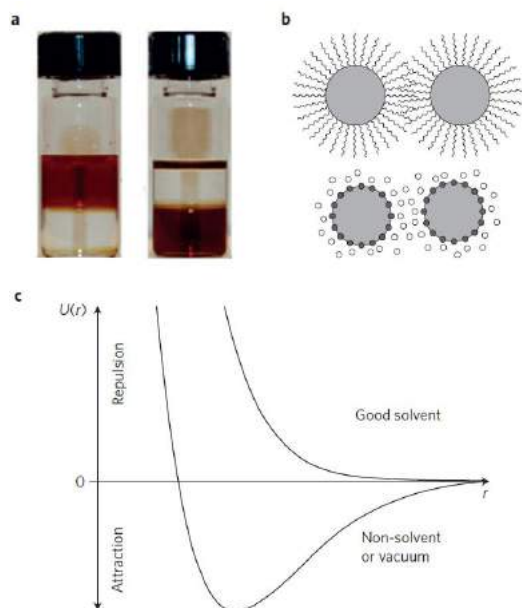 a
b
c
U(r)
Repulsion
Good solvent
0
r
Attraction
Non-solvent
or vacuum